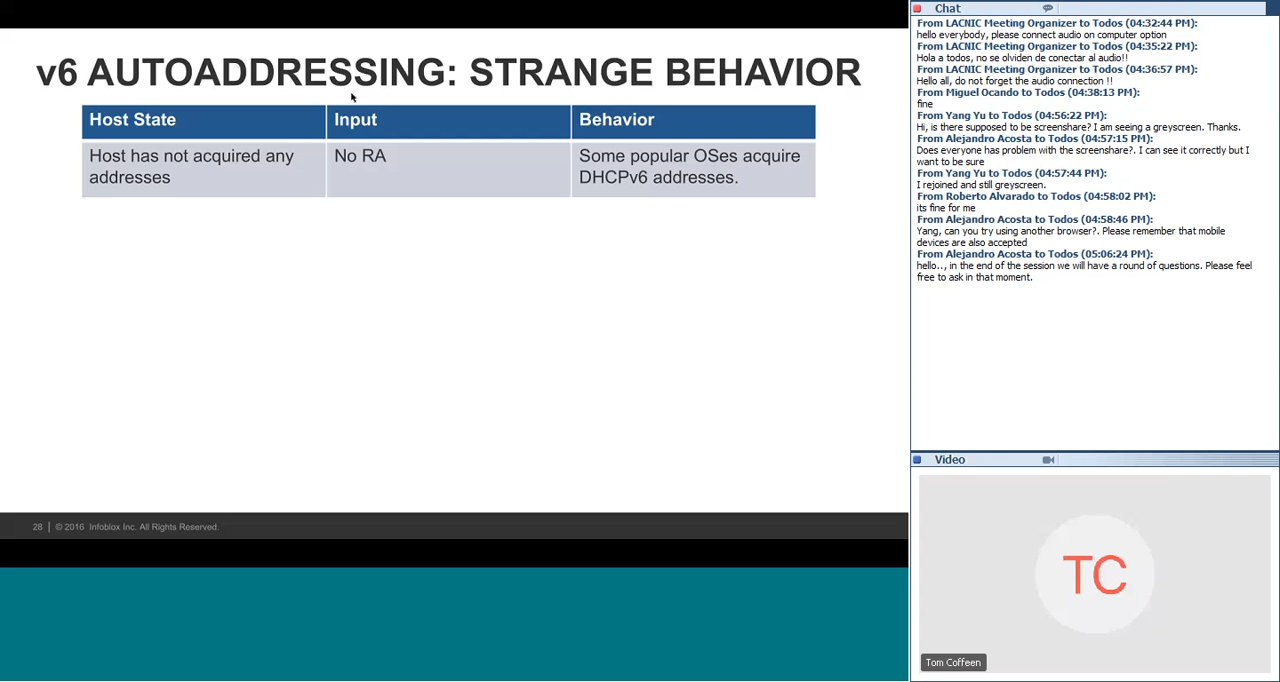 v6 AUTOADDRESSING: STRANGE BEHAVIOR
Host State
Input
Behavior
Host has not acquired any
addresses
No RA
Some popular OSes acquire
DHCPv6 addresses.
28 | © 2016 Infoblox Inc. All Rights Reserved.
Chat
From LACNIC Meeting Organizer to Todos (04:32:44 PM):
hello everybody, please connect audio on computer option
From LACNIC Meeting Organizer to Todos (04:35:22 PM):
Hola a todos, no se olviden de conectar al audio!!
From LACNIC Meeting Organizer to Todos (04:36:57 PM):
Hello all, do not forget the audio connection !!
From Miguel Ocando to Todos (04:38:13 PM):
fine
From Yang Yu to Todos (04:56:22 PM):
Hi, is there supposed to be screenshare? I am seeing a greyscreen. Thanks.
From Alejandro Acosta to Todos (04:57:15 PM):
Does everyone has problem with the screenshare?. I can see it correctly but I
want to be sure
From Yang Yu to Todos (04:57:44 PM):
I rejoined and still greyscreen.
From Roberto Alvarado to Todos (04:58:02 PM):
its fine for me
From Alejandro Acosta to Todos (04:58:46 PM):
Yang, can you try using another browser?. Please remember that mobile
devices are also accepted
From Alejandro Acosta to Todos (05:06:24 PM):
hello.., in the end of the session we will have a round of questions. Please feel
free to ask in that moment.
Video
TC
Tom Coffeen